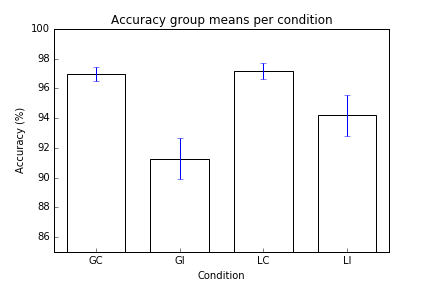 Accuracy group means per condition
100
98
96
94
92
90
88
86
Accuracy (%)
GC GI LC LI
Condition